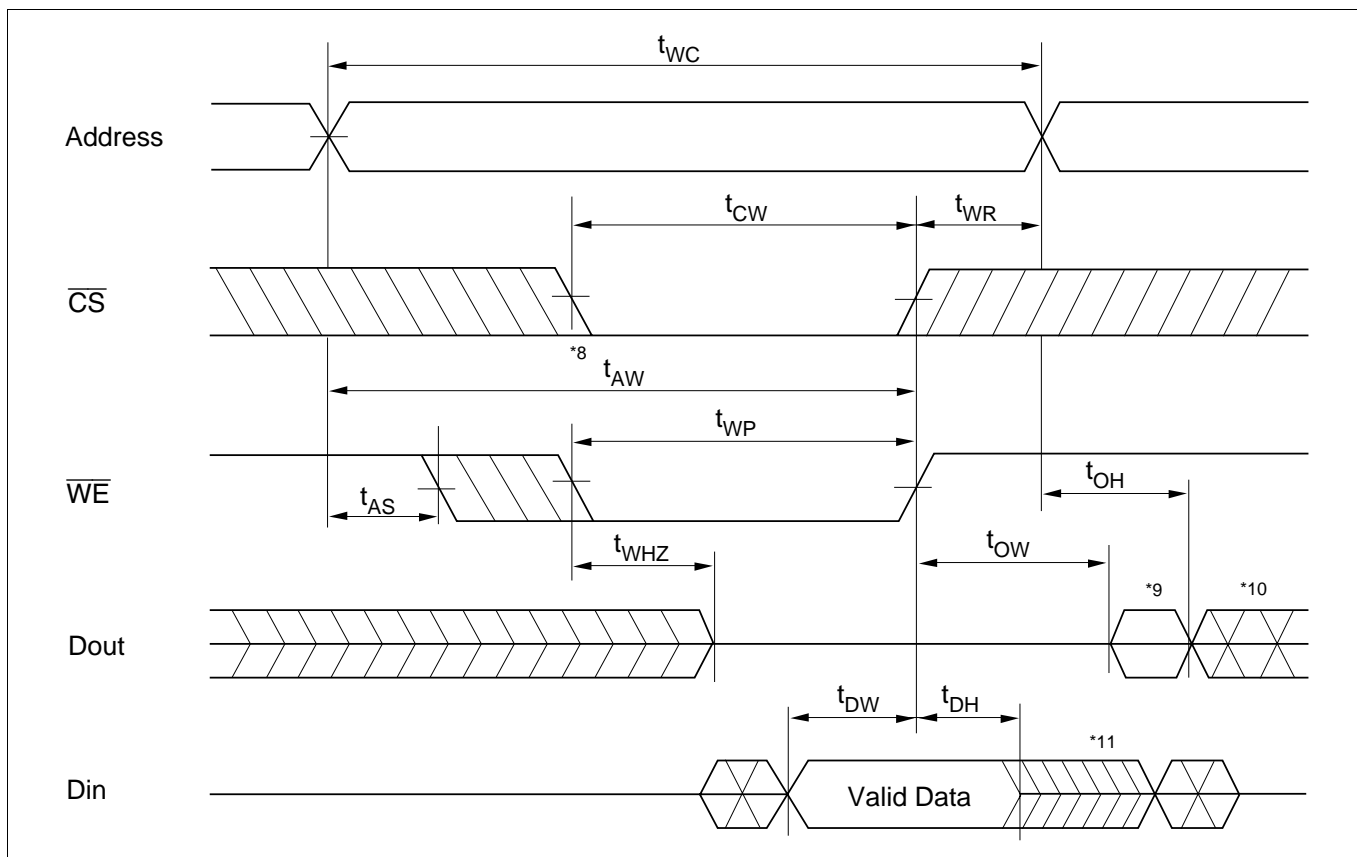 tWC
Address
tCW
tWR
CS
*8
tAW
tWP
WE
tAS
tOH
tWHZ
tOW
*9
*10
Dout
tDW
tDH
*11
Din
Valid Data